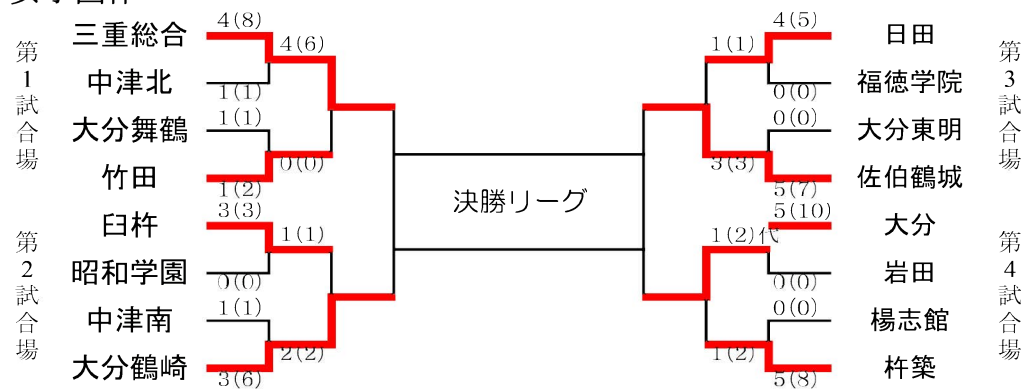 4(8)
三重総合
4(6)
中津北
1(1)
1(1)
大分舞鶴
0(0)
竹田
1(2)
第1試合場
3(3)
臼杵
1(1)
昭和学園
0(0)
1(1)
中津南
2(2)
大分鶴崎
3(6)
第2試合場
決勝リーグ
4(5)
日田
1(1)
福徳学院
0(0)
0(0)
大分東明
3(3)
佐伯鶴城
5(7)
第3試合場
5(10)
大分
1(2)代
岩田
0(0)
0(0)
楊志館
1(2)
杵築
5(8)
第4試合場